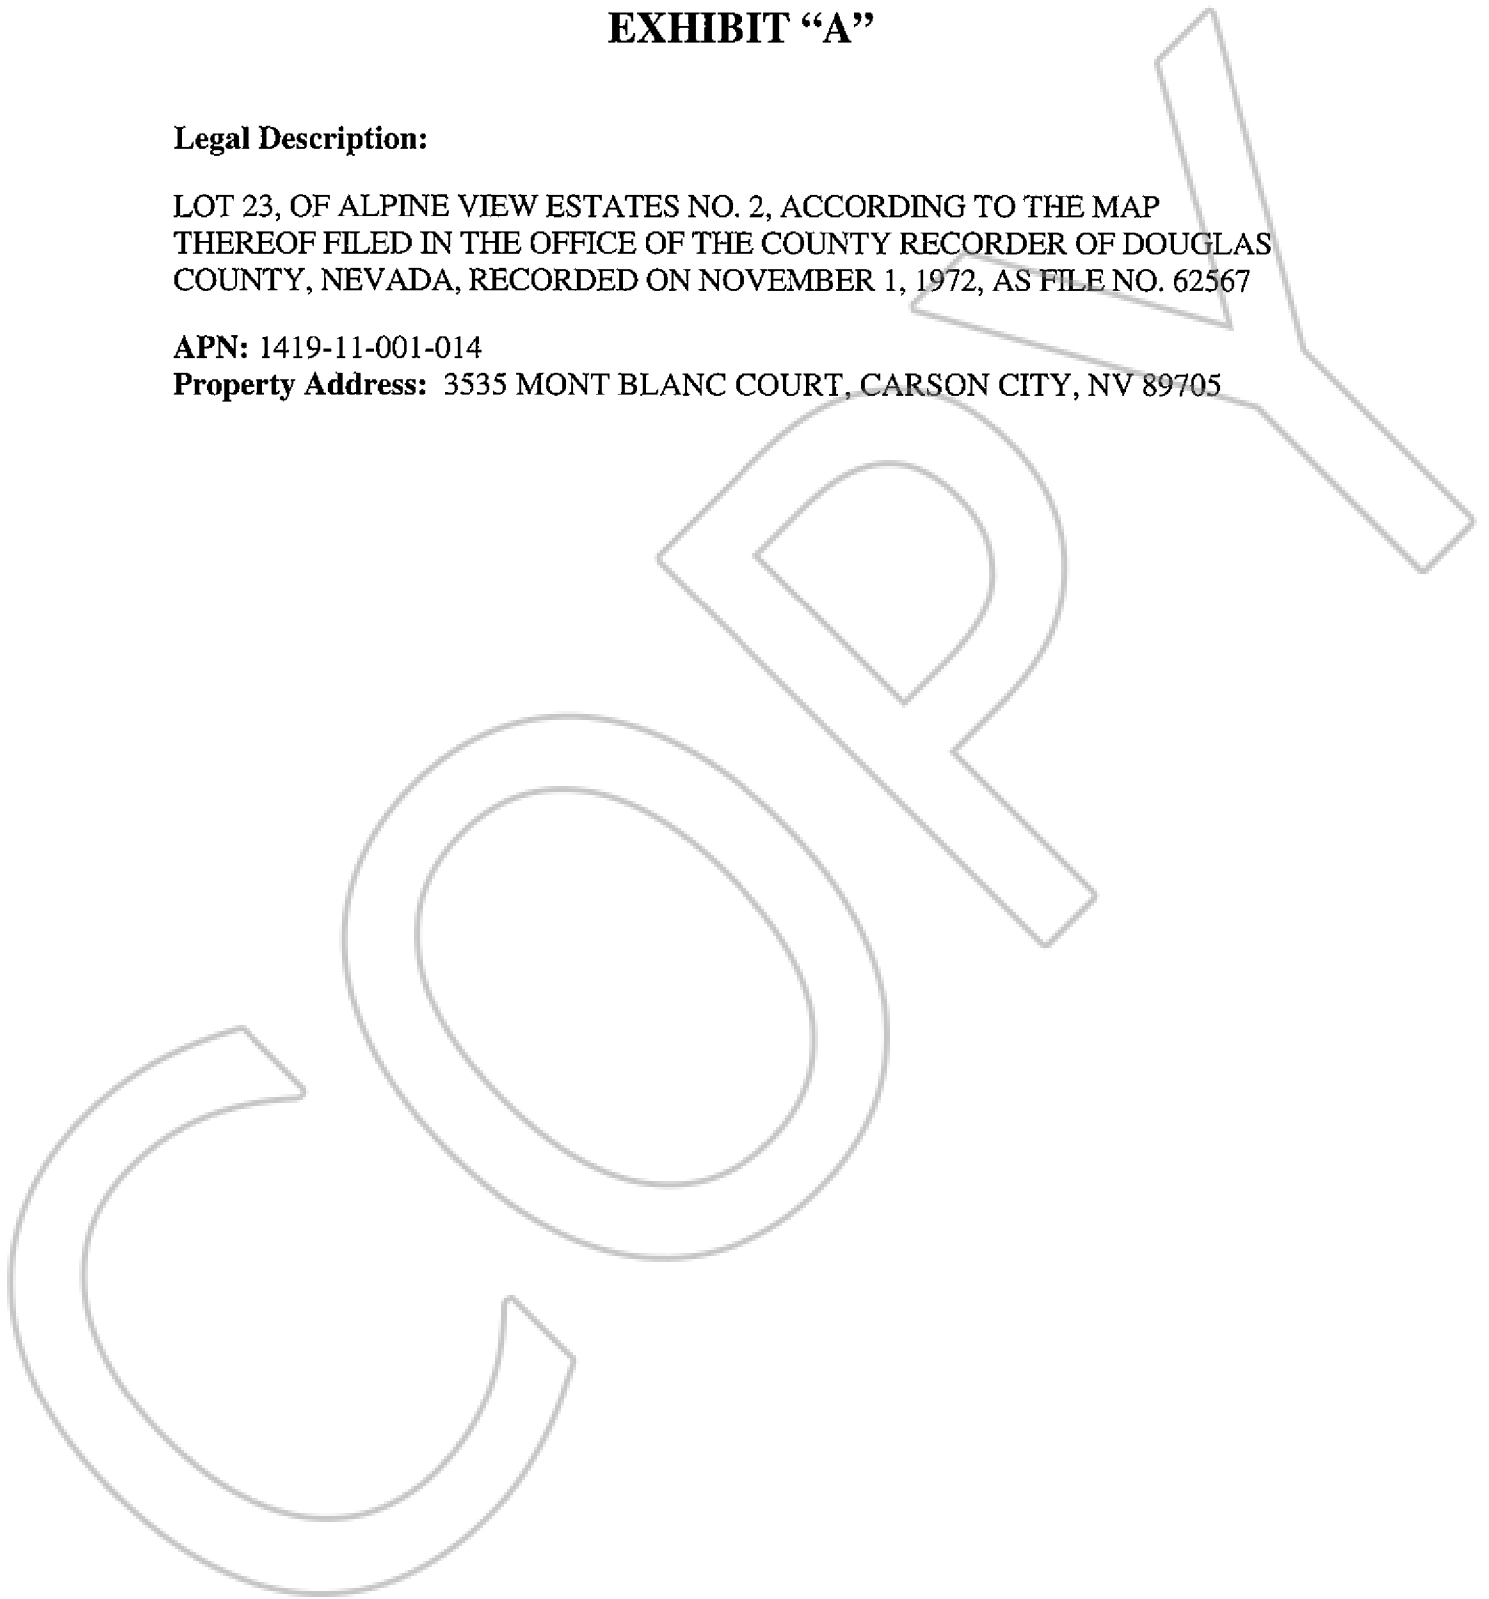 EXHIBIT “A”
Legal Description:
LOT 23, OF ALPINE VIEW ESTATES NO. 2, ACCORDING TO THE MAP
THEREOF FILED IN THE OFFICE OF THE COUNTY RECORDER OF DOUGLAS
COUNTY, NEVADA, RECORDED ON NOVEMBER 1, 1972, AS FILE NO. 62567
APN: 1419-11-001-014
Property Address: 3535 MONT BLANC COURT, CARSON CITY, NV 89705
COPY